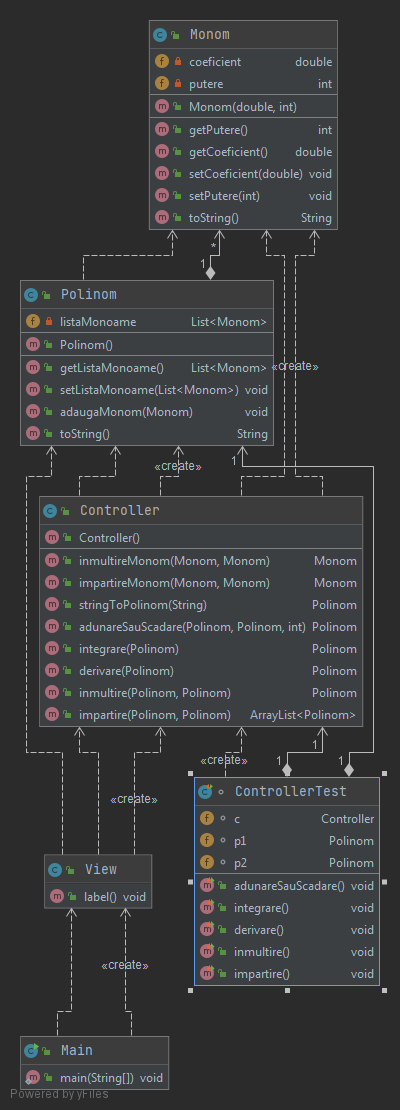 Monom
coeficient double
putere int
Monom(double, int)
getPutere() int
getCoeficient() double
setCoeficient(double) void
setPutere(int) void
toString() String
1
*
Polinom
listaMonoame List<Monom>
Polinom()
getListaMonoame() List<Monom>
setListaMonoame(List<Monom>) void
adaugaMonom(Monom) void
toString() String
«create»
«create»
1
Controller
Controller()
inmultireMonom(Monom, Monom) Monom
impartireMonom(Monom, Monom) Monom
stringToPolinom(String) Polinom
adunareSauScadare(Polinom, Polinom, int) Polinom
integrare(Polinom) Polinom
derivare(Polinom) Polinom
inmultire(Polinom, Polinom) Polinom
impartire(Polinom, Polinom) ArrayList<Polinom>
1
1
1
«create»
«create»
ControllerTest
c Controller
p1 Polinom
p2 Polinom
adunareSauScadare() void
integrare() void
derivare() void
inmultire() void
impartire() void
View
label() void
«create»
Main
main(String[]) void
Powered by yFiles